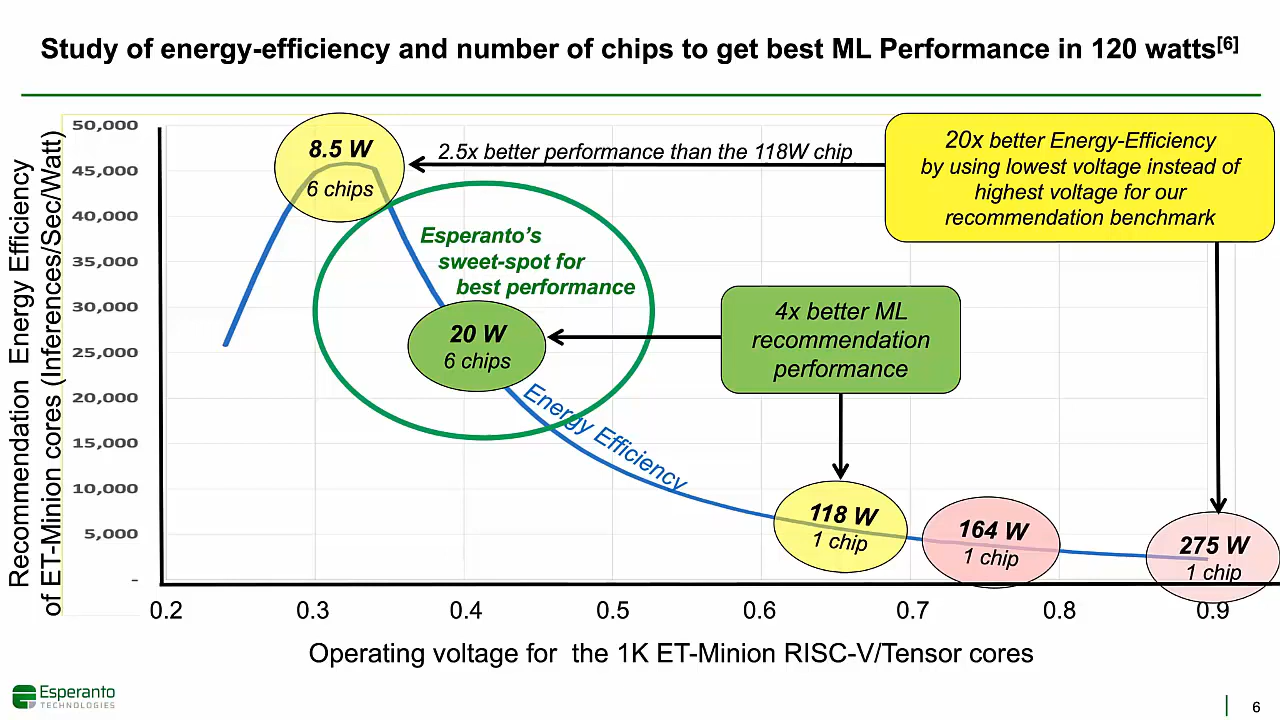 Study of energy-efficiency and number of chips to get best ML Performance in 120 watts[6]
Recommendation Energy Efficiency
of ET-Minion cores (Inferences/Sec/Watt)
50,000
45,000
40,000
35,000
30,000
25,000
20,000
15,000
10,000
5,000
-
8.5 W
6 chips
2.5x better performance than the 118W chip
20x better Energy-Efficiency
by using lowest voltage instead of
highest voltage for our
recommendation benchmark
Esperanto's
sweet-spot for
best performance
20 W
6 chips
4x better ML
recommendation
performance
Energy Efficiency
118 W
1 chip
164 W
1 chip
275 W
1 chip
0.2 0.3 0.4 0.5 0.6 0.7 0.8 0.9
Operating voltage for the 1K ET-Minion RISC-V/Tensor cores
Esperanto
TECHNOLOGIES
6